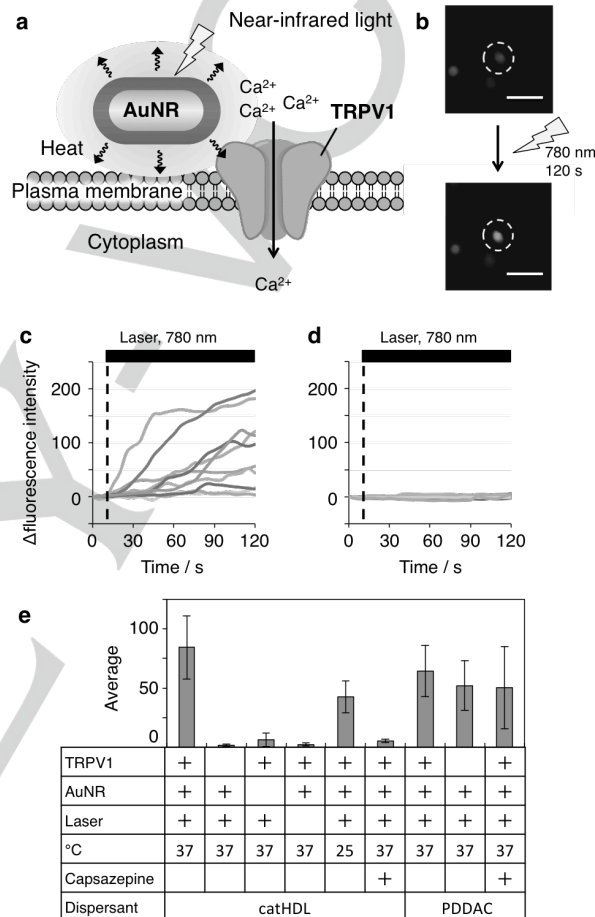 a
Near-infrared light
b
AuNR
Ca²⁺
Ca²⁺ Ca²⁺
TRPV1
Heat
780 nm
120 s
Plasma membrane
Cytoplasm
Ca²⁺
c
Laser, 780 nm
d
Laser, 780 nm
Δfluorescence intensity
200
100
0
200
100
0
0 30 60 90 120
0 30 60 90 120
Time / s
Time / s
e
Average
100
50
0
TRPV1 + + + + + +
AuNR + + + + + + + +
Laser + + + + + + + +
°C 37 37 37 37 25 37 37 37 37
Capsazepine + +
Dispersant catHDL PDDAC